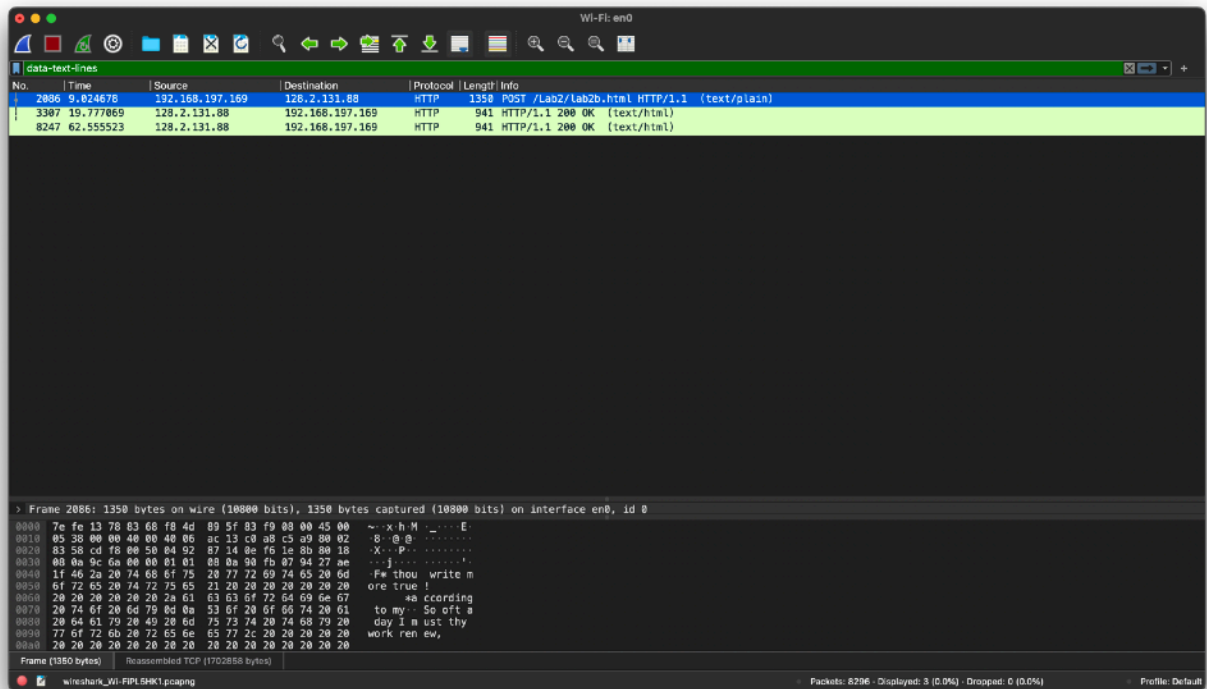 Wi-Fi: en0
data-text-lines
No. Time Source Destination Protocol Length Info
2086 9.024678 192.168.197.169 128.2.131.88 HTTP 1350 POST /Lab2/lab2b.html HTTP/1.1 (text/plain)
3307 19.777069 128.2.131.88 192.168.197.169 HTTP 941 HTTP/1.1 200 OK (text/html)
8247 62.555523 128.2.131.88 192.168.197.169 HTTP 941 HTTP/1.1 200 OK (text/html)
> Frame 2086: 1350 bytes on wire (10800 bits), 1350 bytes captured (10800 bits) on interface en0, id 0
0000 7e fe 13 78 83 68 f8 4d 89 5f 83 f9 08 00 45 00 ~··x·h·M ·_····E·
0010 05 38 00 00 40 00 40 06 ac 13 c0 a8 c5 a9 80 02 ·8··@·@· ········
0020 83 58 cd f8 00 50 04 92 87 14 0e f6 1e 8b 80 18 ·X···P·· ········
0030 08 0a 9c 6a 00 00 01 01 08 0a 90 fb 07 94 27 ae ···j···· ······'·
0040 1f 46 2a 20 74 68 6f 75 20 77 72 69 74 65 20 6d ·F* thou write m
0050 6f 72 65 20 74 72 75 65 21 20 20 20 20 20 20 20 ore true !
0060 20 20 20 20 20 20 2a 61 63 63 6f 72 64 69 6e 67 *a ccording
0070 20 74 6f 20 6d 79 0d 0a 53 6f 20 6f 66 74 20 61 to my·· So oft a
0080 20 64 61 79 20 49 20 6d 75 73 74 20 74 68 79 20 day I m ust thy
0090 77 6f 72 6b 20 72 65 6e 65 77 2c 20 20 20 20 20 work ren ew,
00a0 20 20 20 20 20 20 20 20 20 20 20 20 20 20 20 20
Frame (1350 bytes) Reassembled TCP (1702858 bytes)
wireshark_Wi-FiPL5HK1.pcapng Packets: 8296 · Displayed: 3 (0.0%) · Dropped: 0 (0.0%) Profile: Default